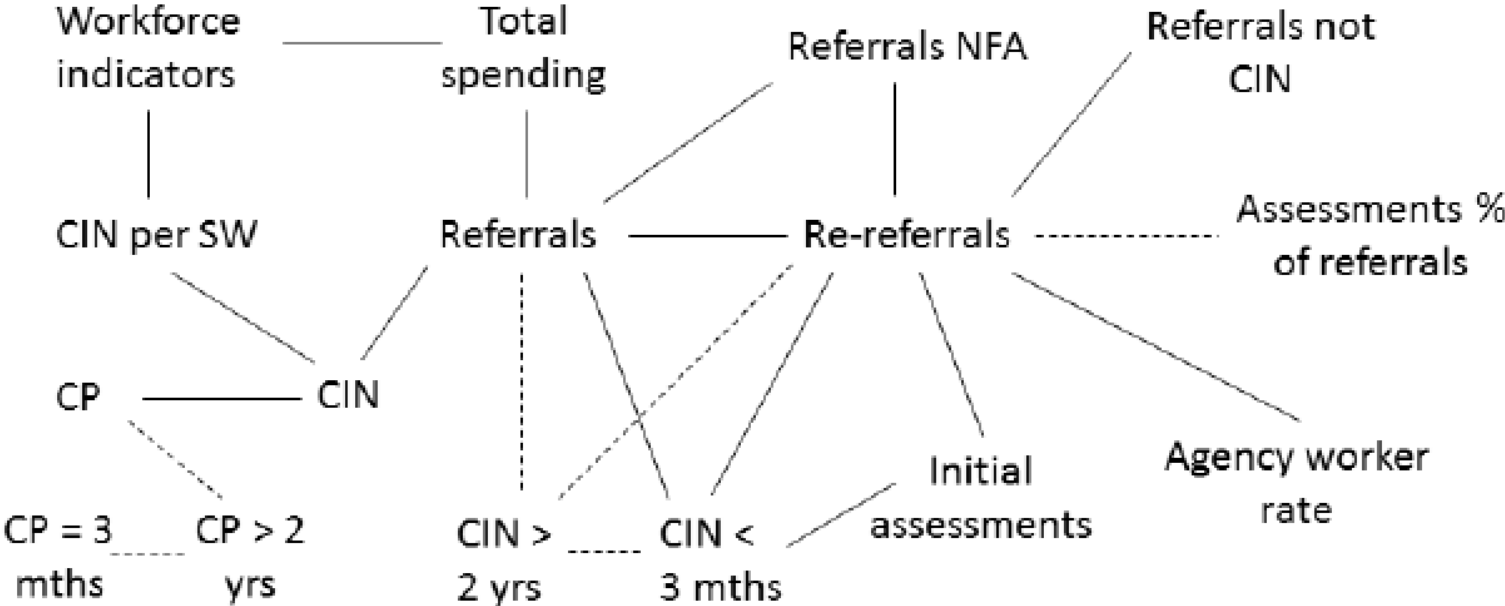 Workforce
indicators
Total
spending
Referrals NFA
Referrals not
CIN
CIN per SW
Referrals
Re-referrals
Assessments %
of referrals
CP
CIN
CP = 3
mths
CP > 2
yrs
CIN >
2 yrs
CIN <
3 mths
Initial
assessments
Agency worker
rate